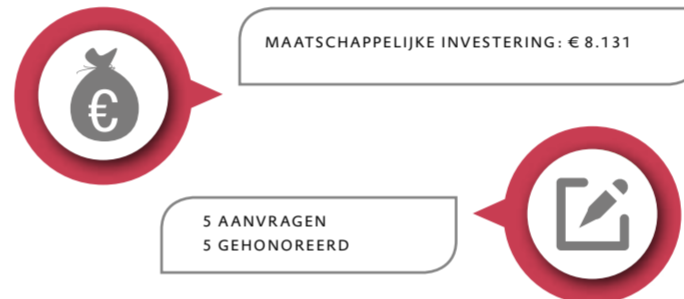 MAATSCHAPPELIJKE INVESTERING: € 8.131
€
5 AANVRAGEN
5 GEHONOREERD